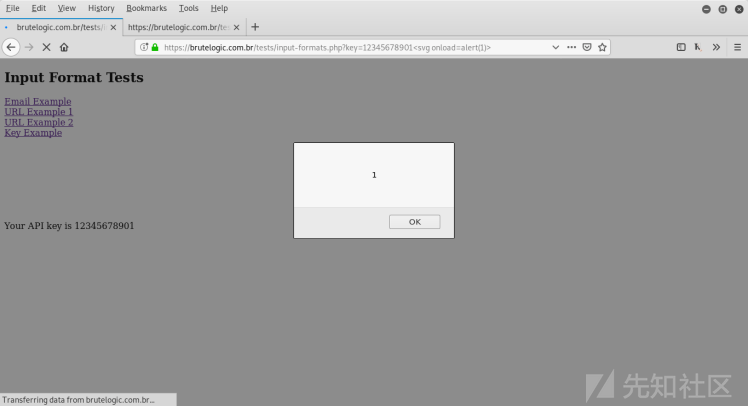 File Edit View History Bookmarks Tools Help
brutelogic.com.br/tests/i
https://brutelogic.com.br/tes
https://brutelogic.com.br/tests/input-formats.php?key=12345678901<svg onload=alert(1)>
Input Format Tests
Email Example
URL Example 1
URL Example 2
Key Example
1
OK
Your API key is 12345678901
先知社区
Transferring data from brutelogic.com.br...